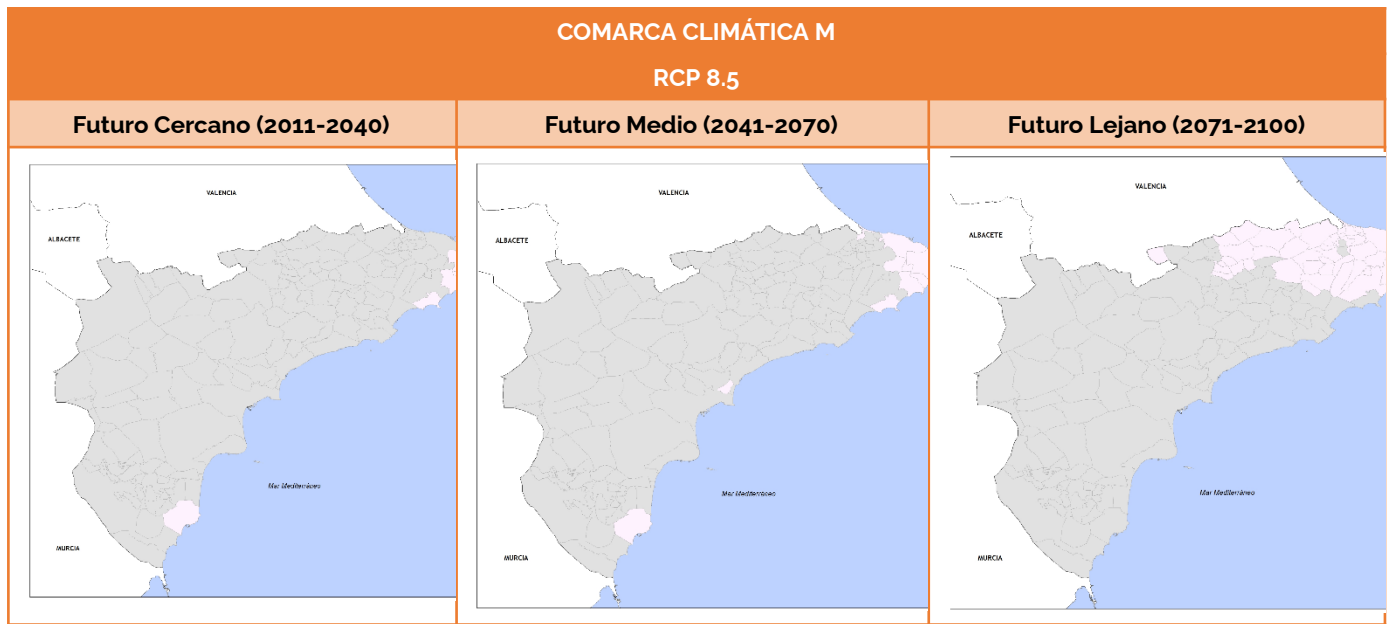 COMARCA CLIMÁTICA M
RCP 8.5
Futuro Cercano (2011-2040)
Futuro Medio (2041-2070)
Futuro Lejano (2071-2100)
VALENCIA
ALBACETE
Mar Mediterráneo
MURCIA
VALENCIA
ALBACETE
Mar Mediterráneo
MURCIA
VALENCIA
ALBACETE
Mar Mediterráneo
MURCIA